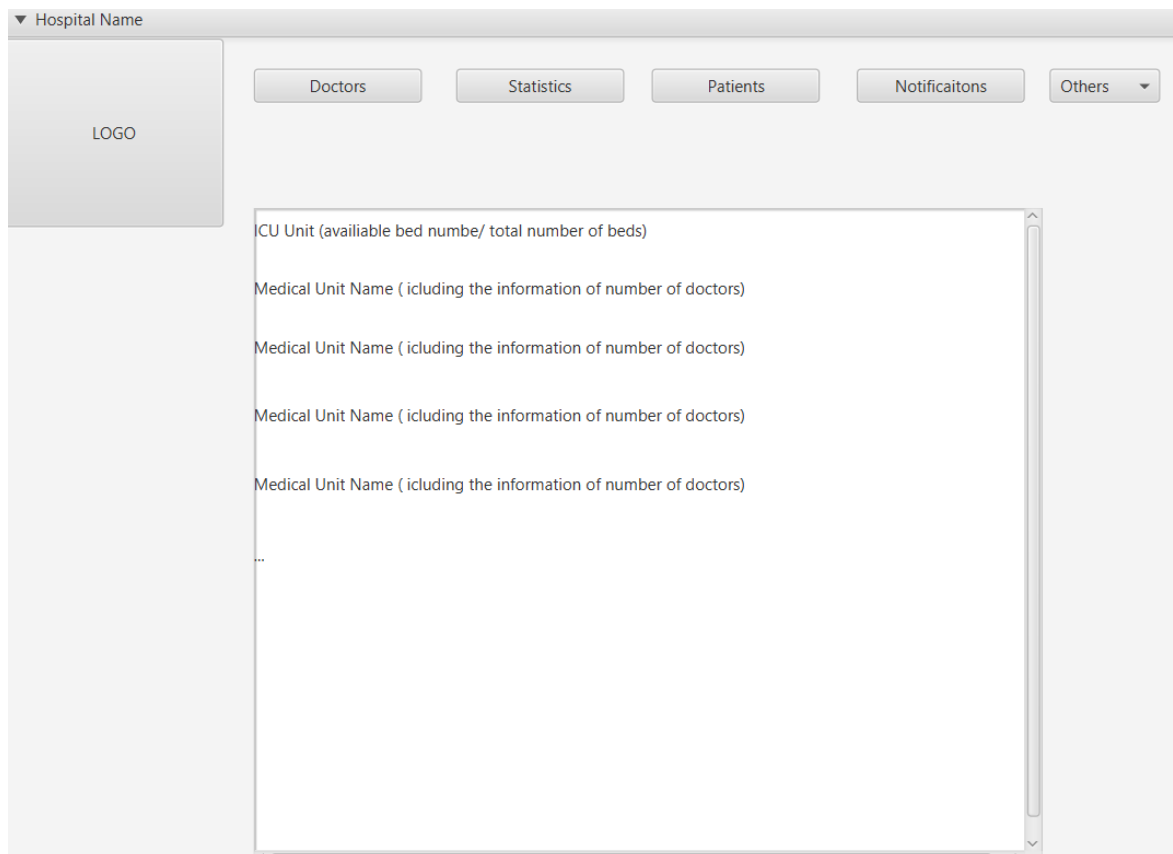 Hospital Name
Doctors Statistics Patients Notificaitons Others
LOGO
ICU Unit (availiable bed numbe/ total number of beds)
Medical Unit Name ( icluding the information of number of doctors)
Medical Unit Name ( icluding the information of number of doctors)
Medical Unit Name ( icluding the information of number of doctors)
Medical Unit Name ( icluding the information of number of doctors)
...